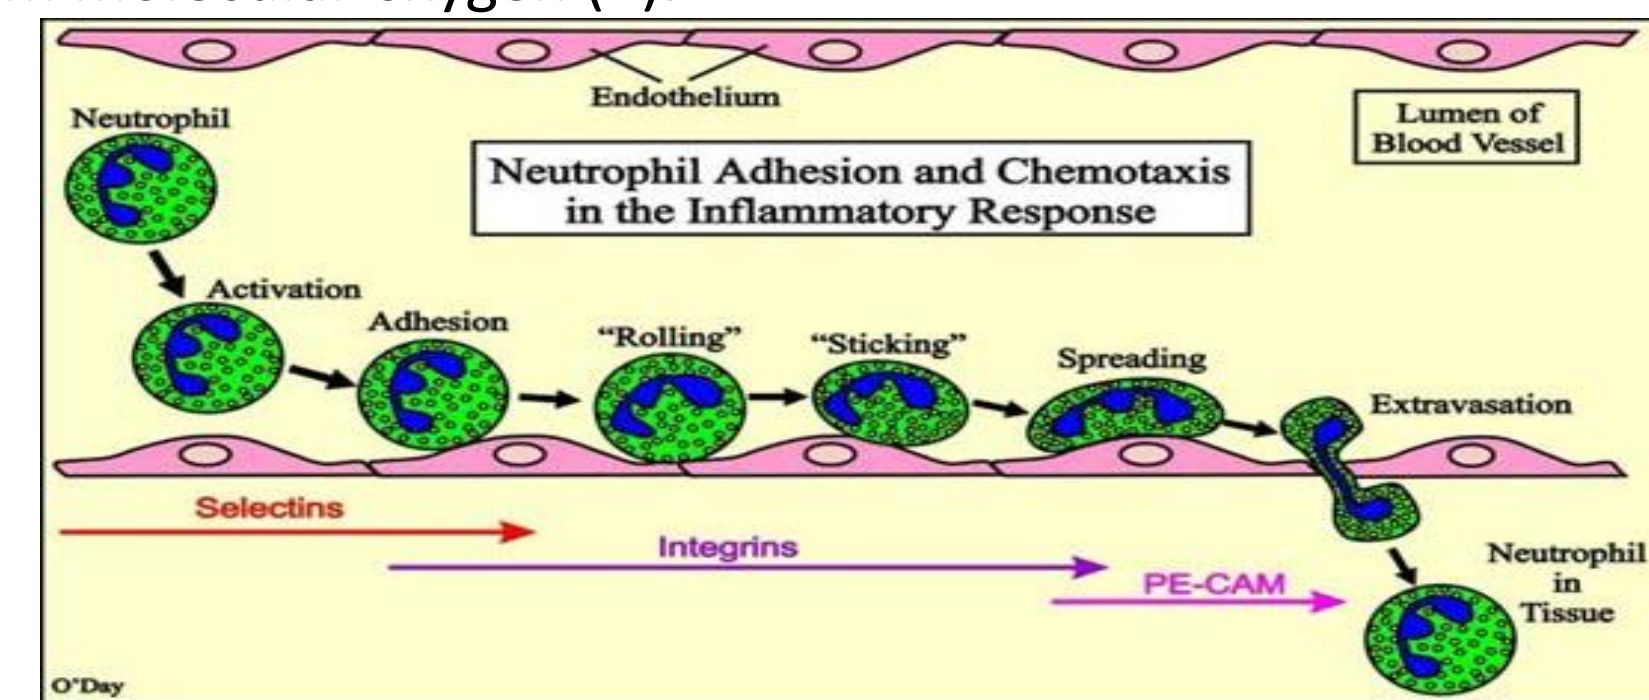 Endothelium
Neutrophil
Lumen of
Blood Vessel
Neutrophil Adhesion and Chemotaxis
in the Inflammatory Response
Activation
Adhesion
“Rolling”
“Sticking”
Spreading
Extravasation
Selectins
Integrins
PE-CAM
Neutrophil
in
Tissue
O’Day